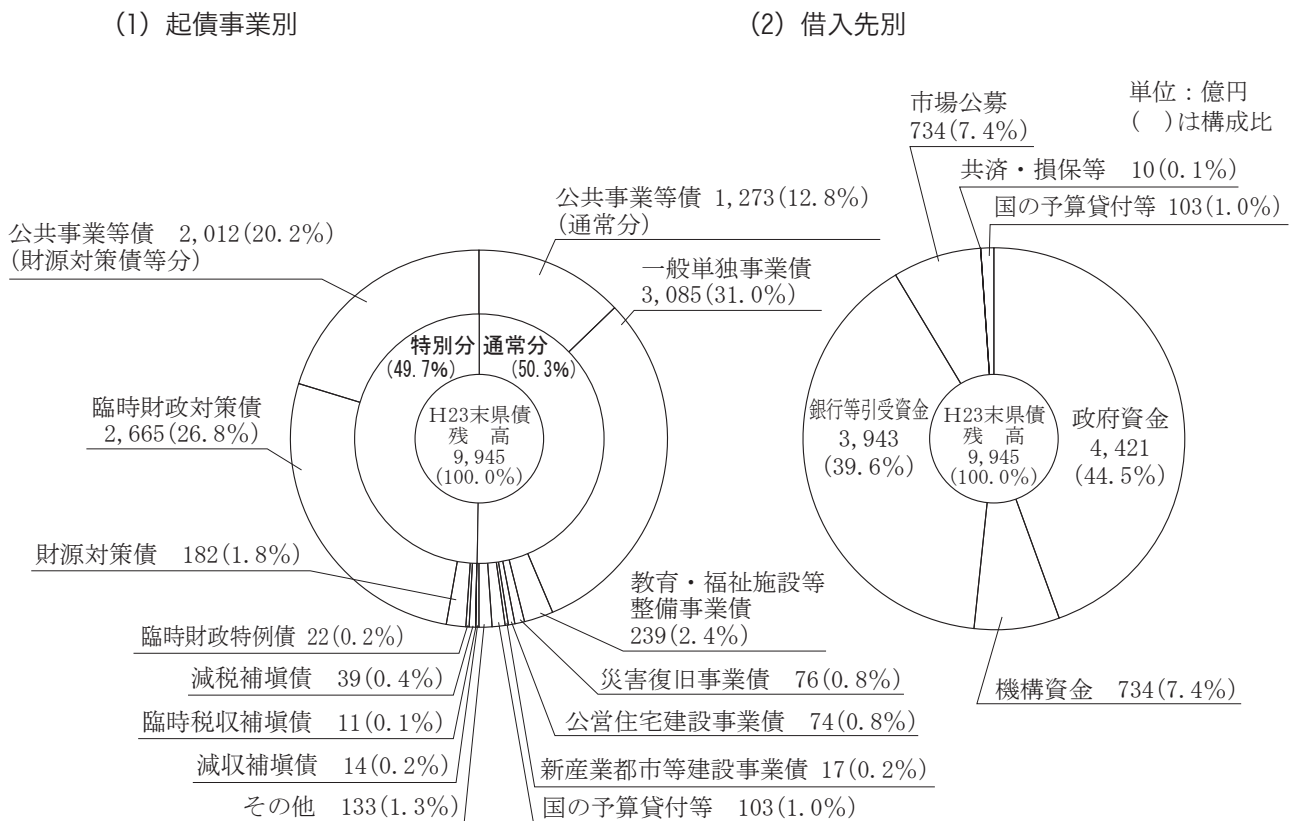 (1) 起債事業別
(2) 借入先別
単位：億円
(　)は構成比
公共事業等債 1,273(12.8%)
(通常分)
一般単独事業債
3,085(31.0%)
教育・福祉施設等
整備事業債
239(2.4%)
災害復旧事業債 76(0.8%)
公営住宅建設事業債 74(0.8%)
新産業都市等建設事業債 17(0.2%)
国の予算貸付等 103(1.0%)
その他 133(1.3%)
減収補塡債 14(0.2%)
臨時税収補塡債 11(0.1%)
減税補塡債 39(0.4%)
臨時財政特例債 22(0.2%)
財源対策債 182(1.8%)
臨時財政対策債
2,665(26.8%)
公共事業等債 2,012(20.2%)
(財源対策債等分)
特別分
(49.7%)
通常分
(50.3%)
H23末県債
残　高
9,945
(100.0%)
市場公募
734(7.4%)
共済・損保等 10(0.1%)
国の予算貸付等 103(1.0%)
銀行等引受資金
3,943
(39.6%)
H23末県債
残　高
9,945
(100.0%)
政府資金
4,421
(44.5%)
機構資金 734(7.4%)